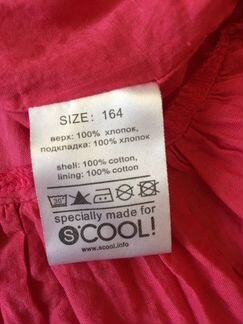 SIZE: 164
верх: 100% хлопок,
подкладка: 100% хлопок
shell: 100% cotton,
lining: 100% cotton
30°
specially made for
S'COOL!
www.scool.info